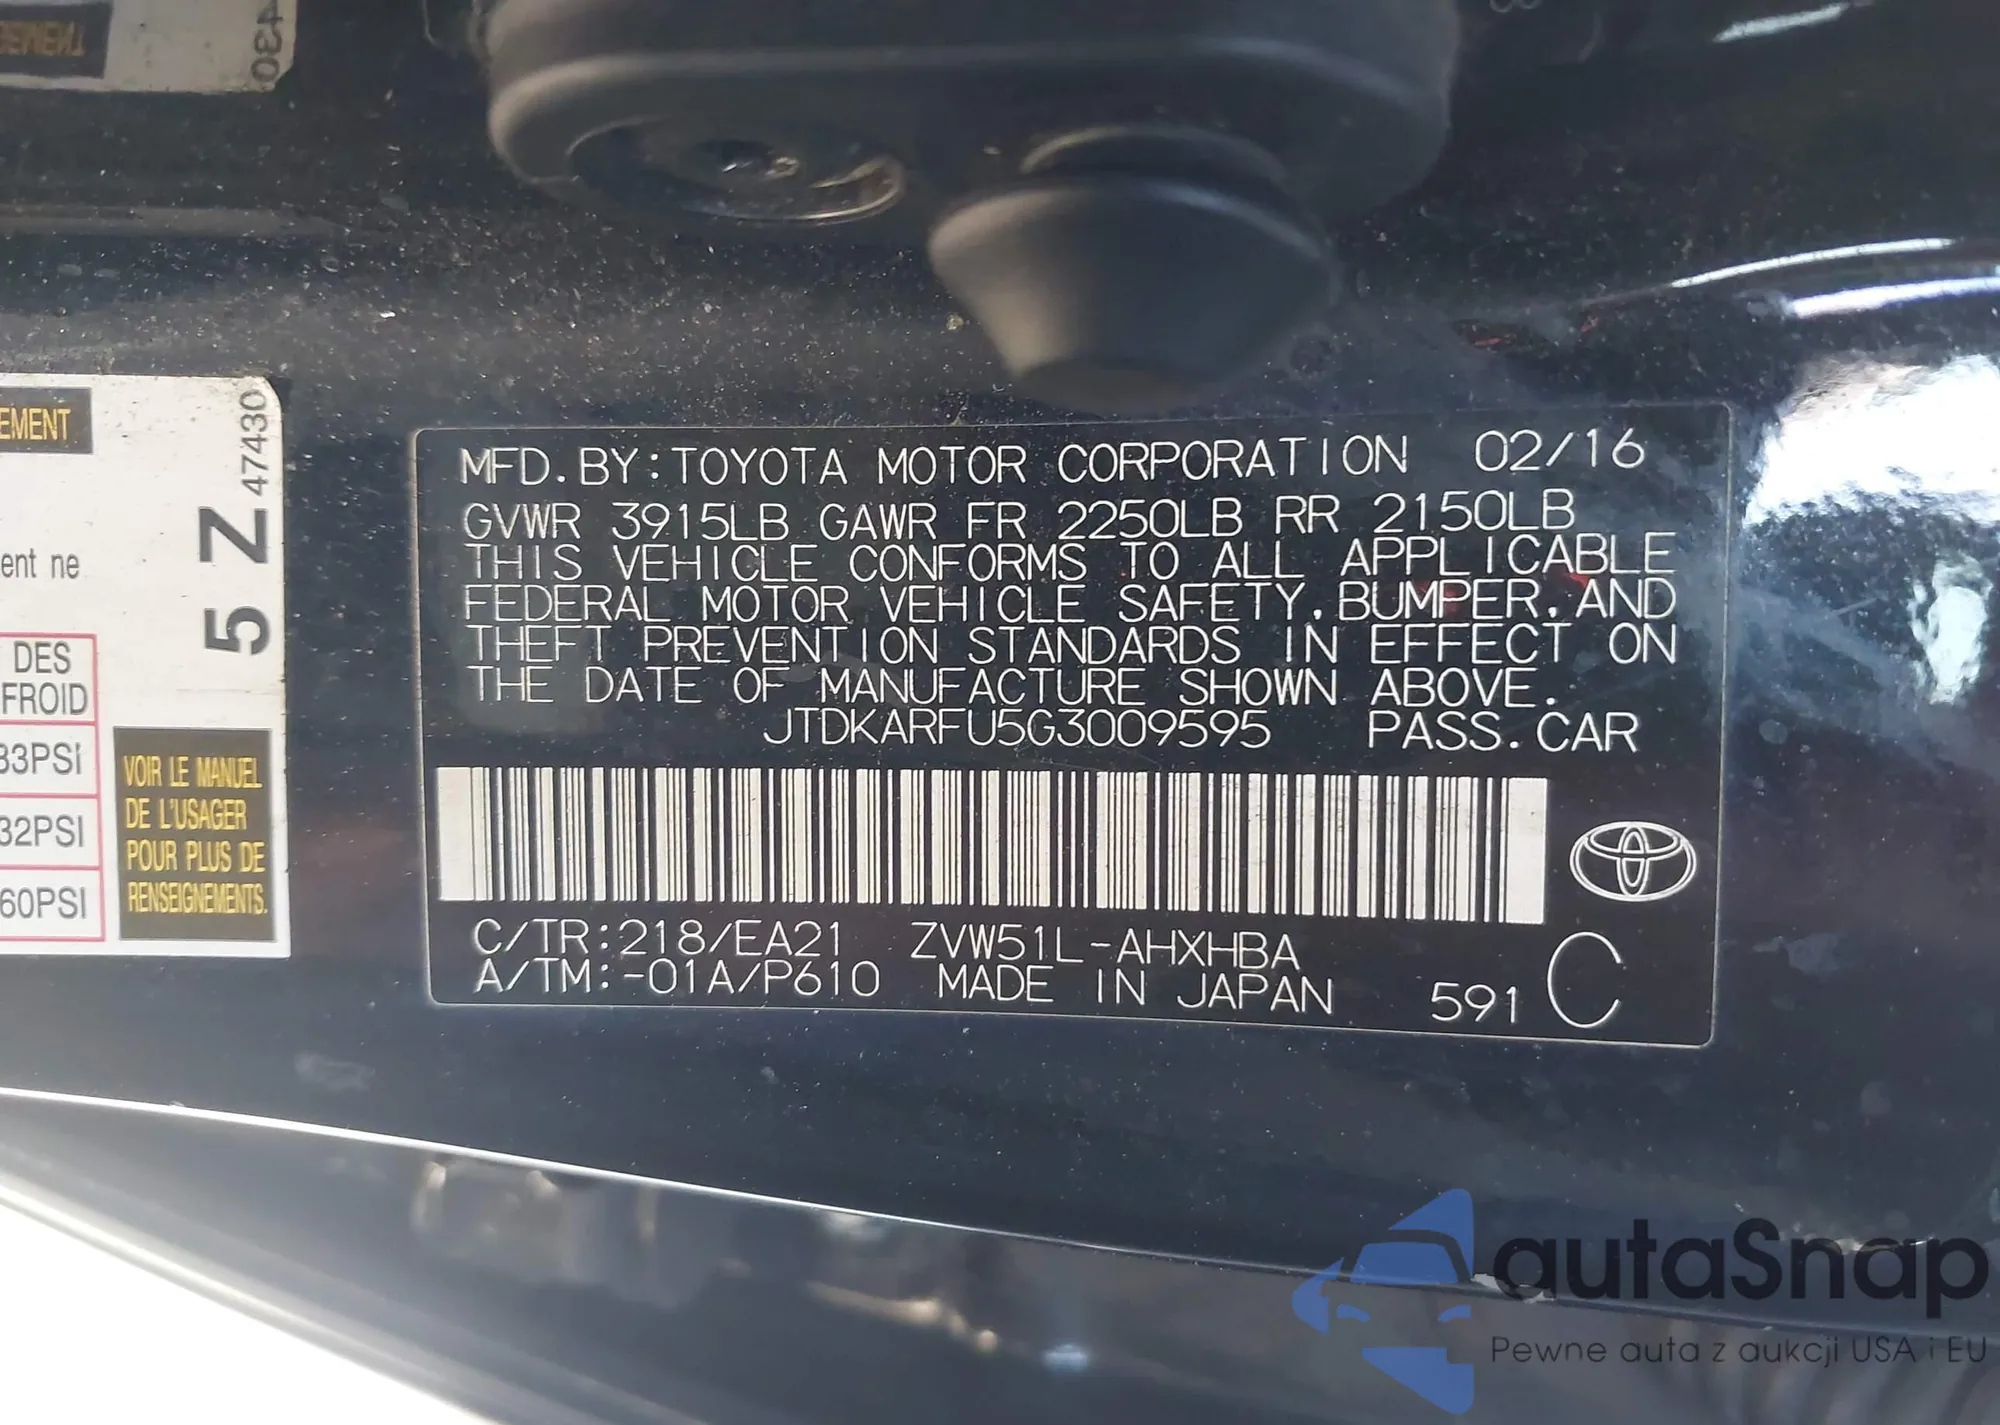 47430
EMENT
47430
5 Z
ent ne
DES
FROID
33PSI
32PSI
60PSI
VOIR LE MANUEL
DE L'USAGER
POUR PLUS DE
RENSEIGNEMENTS.
MFD.BY:TOYOTA MOTOR CORPORATION 02/16
GVWR 3915LB GAWR FR 2250LB RR 2150LB
THIS VEHICLE CONFORMS TO ALL APPLICABLE
FEDERAL MOTOR VEHICLE SAFETY,BUMPER,AND
THEFT PREVENTION STANDARDS IN EFFECT ON
THE DATE OF MANUFACTURE SHOWN ABOVE.
JTDKARFU5G3009595 PASS.CAR
C/TR:218/EA21 ZVW51L-AHXHBA
A/TM:-01A/P610 MADE IN JAPAN 591 C
autaSnap
Pewne auta z aukcji USA i EU